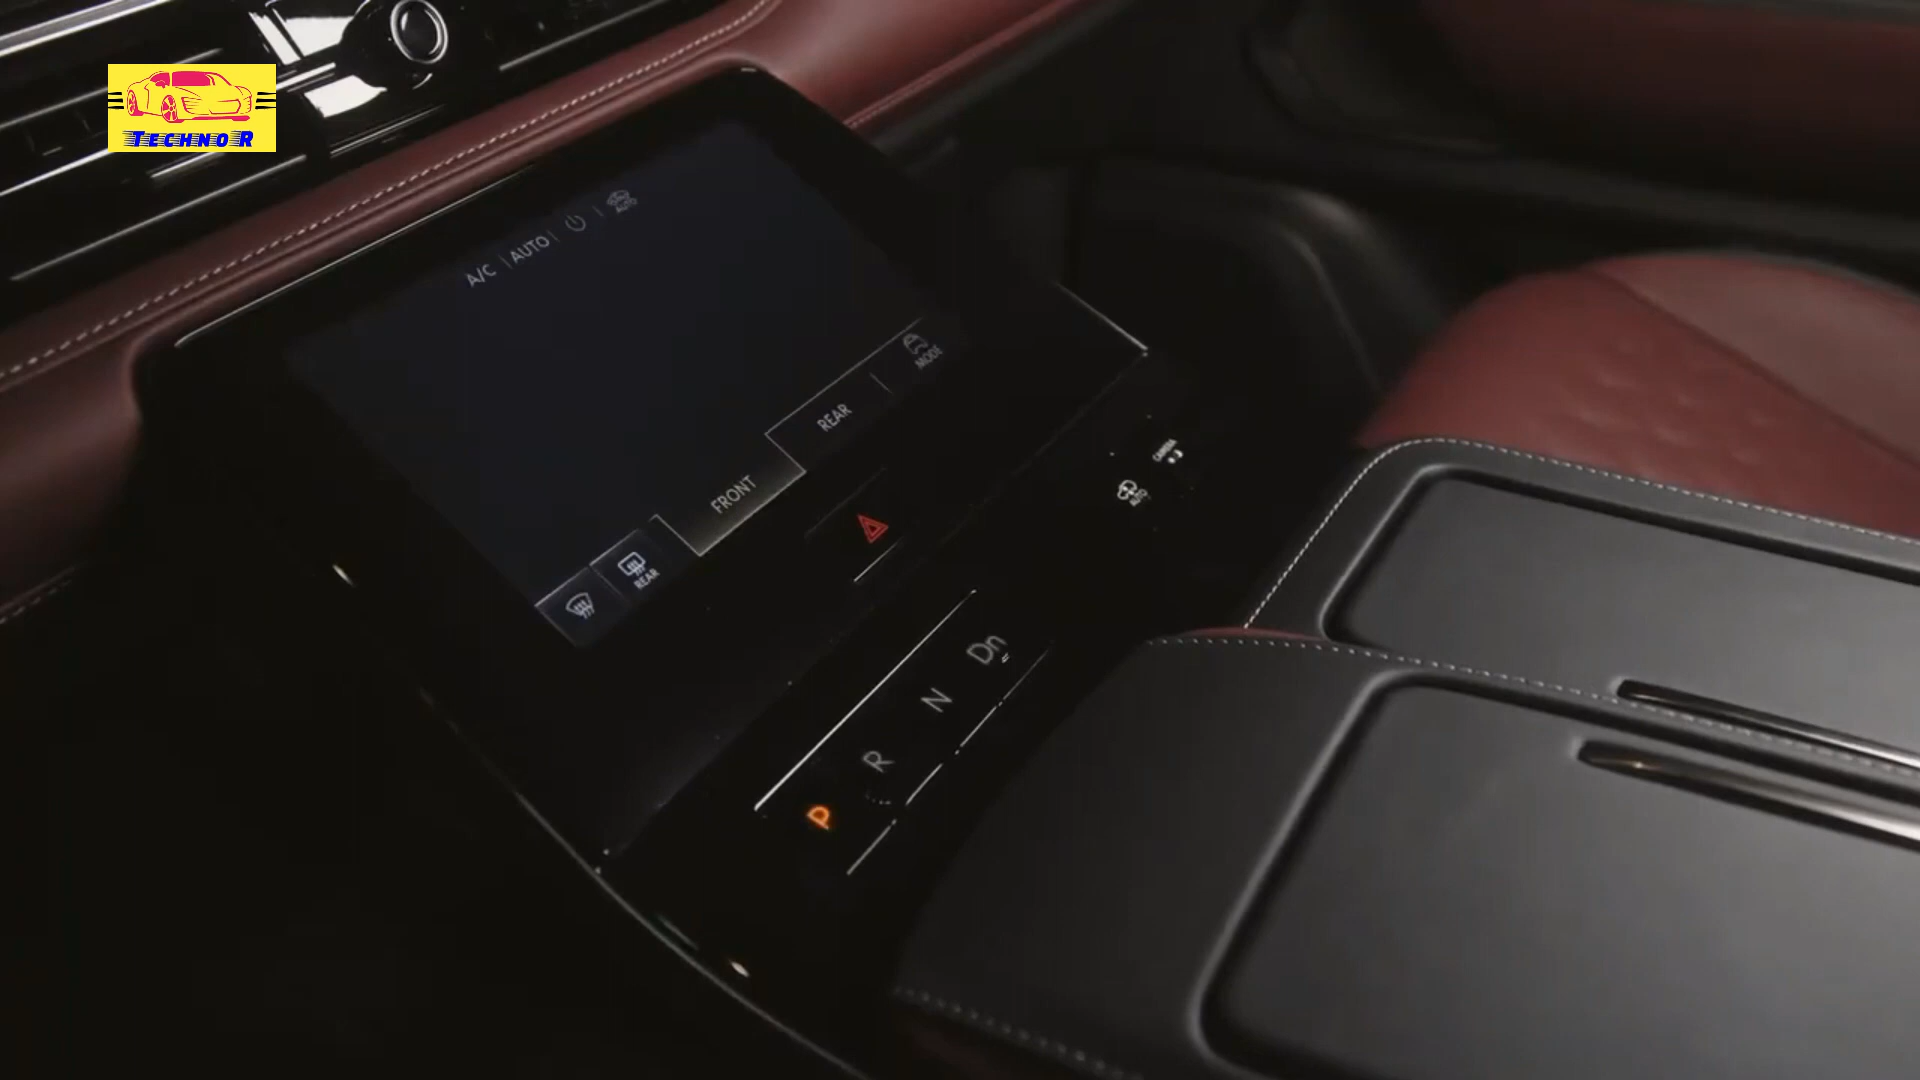 TECHNO R
A/C
AUTO
AUTO
MODE
REAR
FRONT
REAR
CAMERA
AUTO
Dn
N
R
P